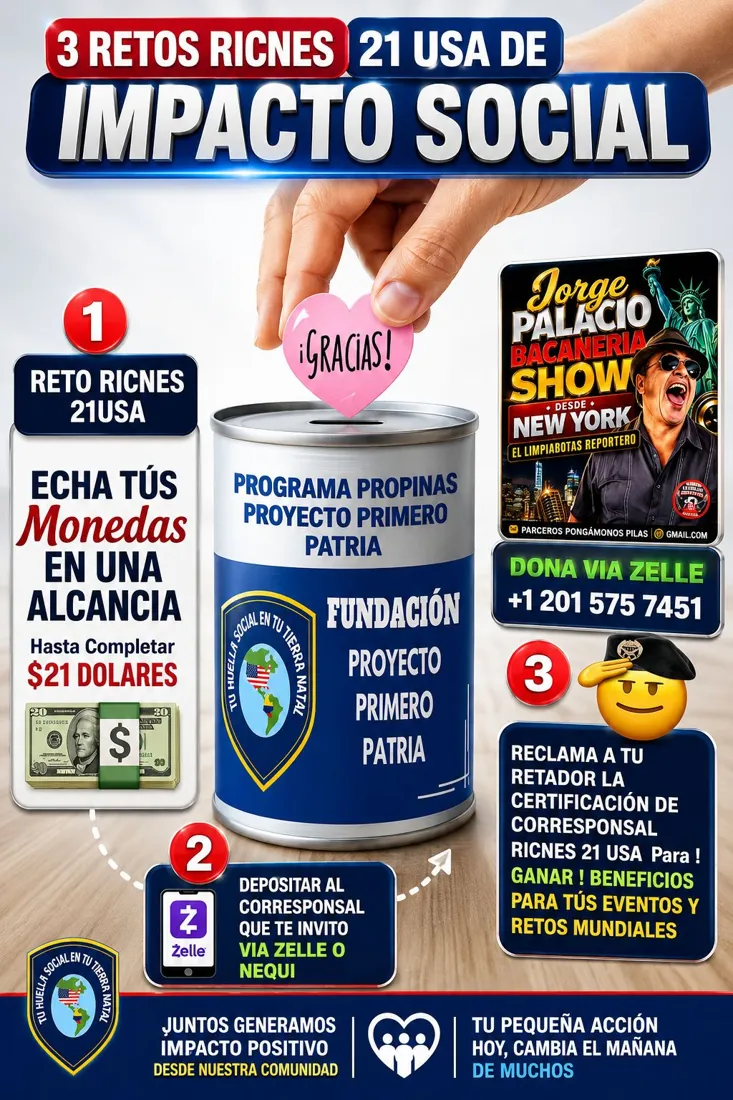 3 RETOS RICNES 21 USA DE
IMPACTO SOCIAL
¡GRACIAS!
1
RETO RICNES
21USA
ECHA TÚS
Monedas
EN UNA
ALCANCIA
Hasta Completar
$21 DOLARES
20
20
$
PROGRAMA PROPINAS
PROYECTO PRIMERO
PATRIA
TU HUELLA SOCIAL EN TU TIERRA NATAL
FUNDACIÓN
PROYECTO
PRIMERO
PATRIA
Jorge
PALACIO
BACANERIA
SHOW
• DESDE •
NEW YORK
EL LIMPIABOTAS REPORTERO
PARCEROS PONGÁMONOS PILAS | @ GMAIL.COM
DONA VIA ZELLE
+1 201 575 7451
2
Zelle
DEPOSITAR AL
CORRESPONSAL
QUE TE INVITO
VIA ZELLE O
NEQUI
3
RECLAMA A TU
RETADOR LA
CERTIFICACIÓN DE
CORRESPONSAL
RICNES 21 USA Para !
GANAR ! BENEFICIOS
PARA TÚS EVENTOS Y
RETOS MUNDIALES
TU HUELLA SOCIAL EN TU TIERRA NATAL
JUNTOS GENERAMOS
IMPACTO POSITIVO
DESDE NUESTRA COMUNIDAD
TU PEQUEÑA ACCIÓN
HOY, CAMBIA EL MAÑANA
DE MUCHOS